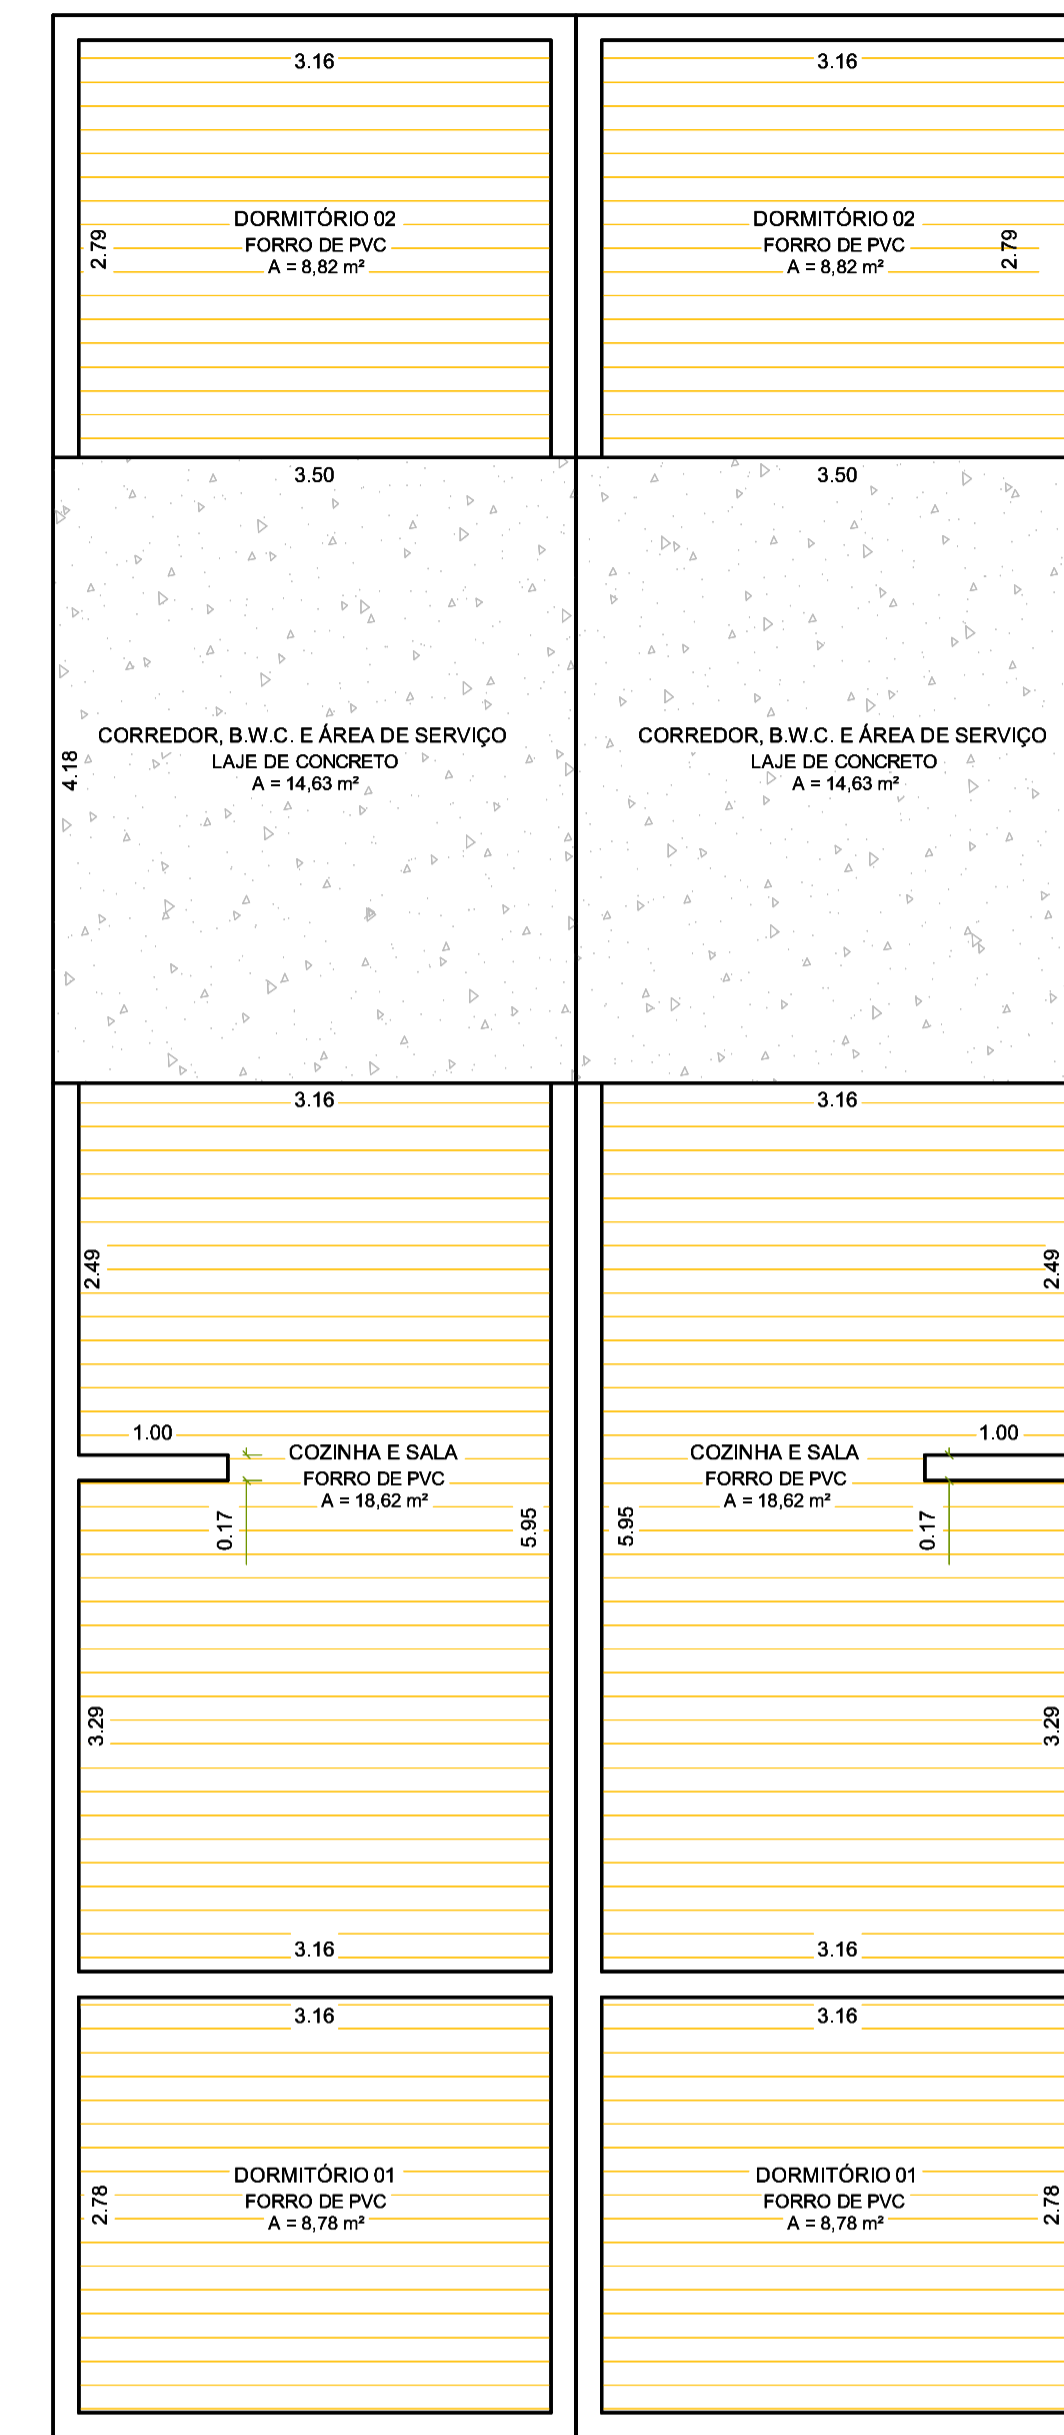 3.16
DORMITÓRIO 02
FORRO DE PVC
A = 8,82 m²
2.79
3.16
DORMITÓRIO 02
FORRO DE PVC
A = 8,82 m²
2.79
3.50
CORREDOR, B.W.C. E ÁREA DE SERVIÇO
LAJE DE CONCRETO
A = 14,63 m²
4.18
3.50
CORREDOR, B.W.C. E ÁREA DE SERVIÇO
LAJE DE CONCRETO
A = 14,63 m²
3.16
2.49
1.00
COZINHA E SALA
FORRO DE PVC
A = 18,62 m²
0.17
5.95
3.29
3.16
3.16
2.49
1.00
COZINHA E SALA
FORRO DE PVC
A = 18,62 m²
5.95
0.17
3.29
3.16
3.16
DORMITÓRIO 01
FORRO DE PVC
A = 8,78 m²
2.78
3.16
DORMITÓRIO 01
FORRO DE PVC
A = 8,78 m²
2.78